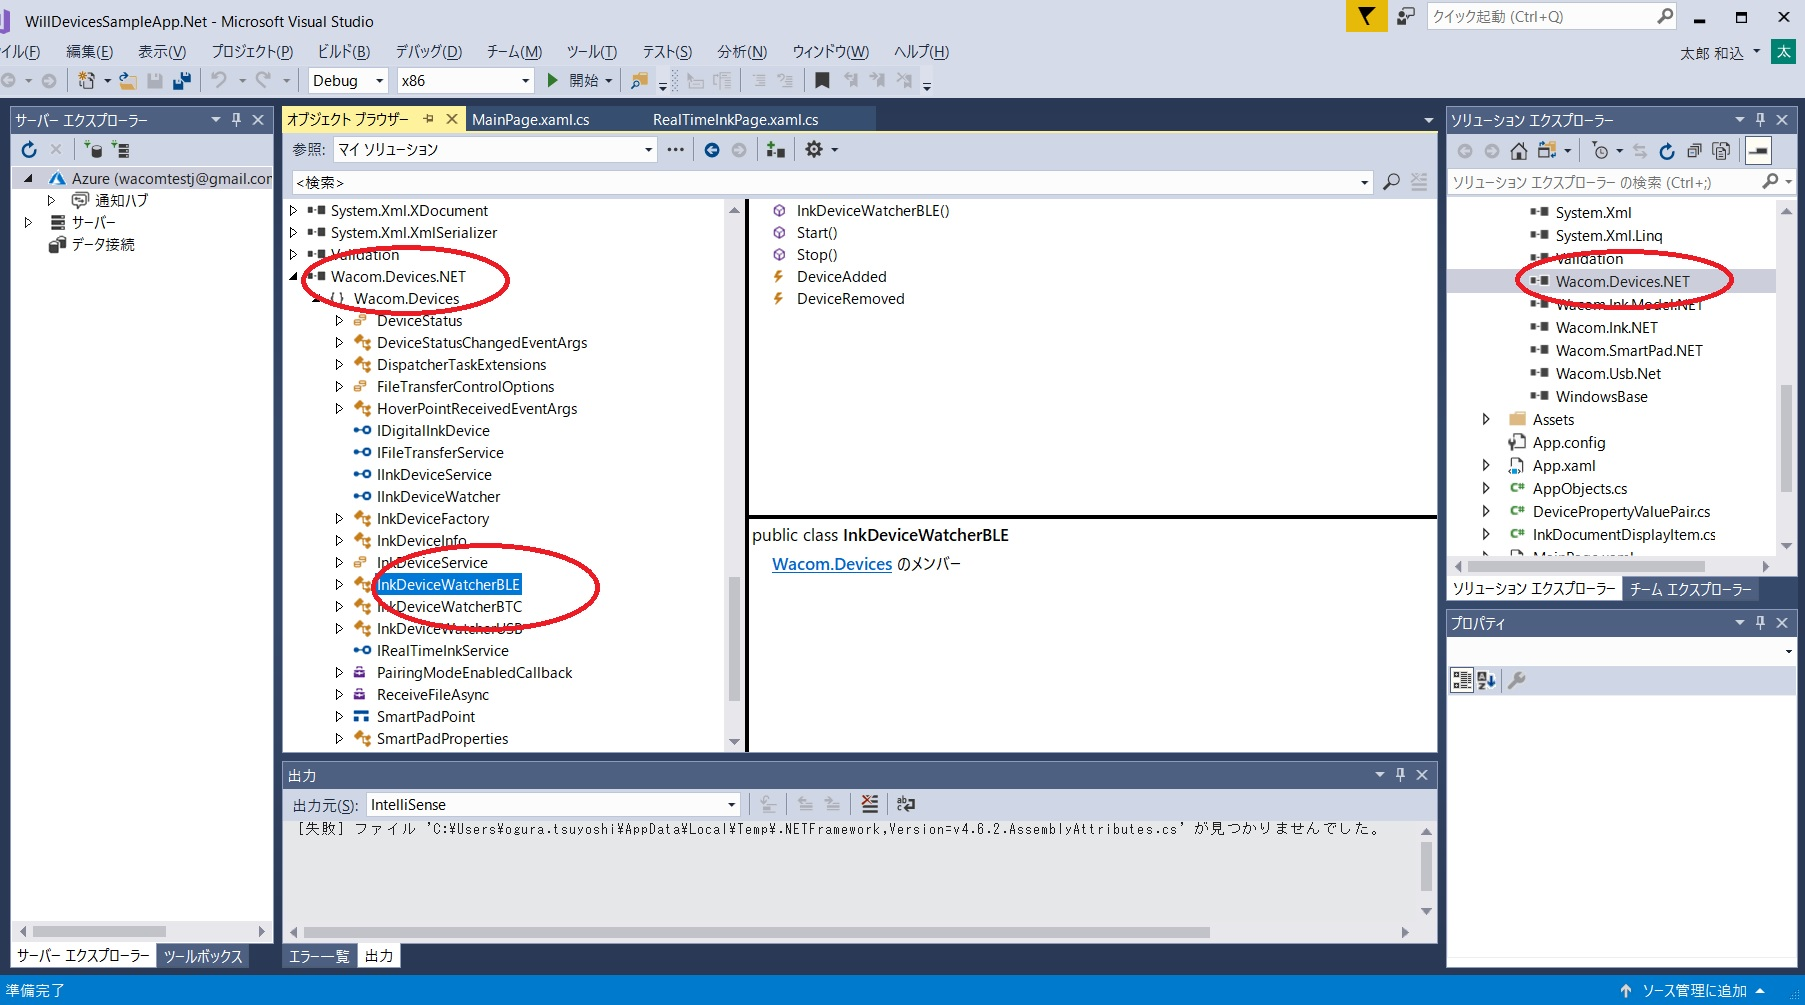 WillDevicesSampleApp.Net - Microsoft Visual Studio
クイック起動 (Ctrl+Q)
イル(F) 編集(E) 表示(V) プロジェクト(P) ビルド(B) デバッグ(D) チーム(M) ツール(T) テスト(S) 分析(N) ウィンドウ(W) ヘルプ(H)
太郎 和込 太
Debug x86 開始
サーバー エクスプローラー
Azure (wacomtestj@gmail.cor
通知ハブ
サーバー
データ接続
サーバー エクスプローラー ツールボックス
オブジェクト ブラウザー MainPage.xaml.cs RealTimeInkPage.xaml.cs
参照: マイ ソリューション
<検索>
System.Xml.XDocument
System.Xml.XmlSerializer
Validation
Wacom.Devices.NET
Wacom.Devices
DeviceStatus
DeviceStatusChangedEventArgs
DispatcherTaskExtensions
FileTransferControlOptions
HoverPointReceivedEventArgs
IDigitalInkDevice
IFileTransferService
IInkDeviceService
IInkDeviceWatcher
InkDeviceFactory
InkDeviceInfo
InkDeviceService
InkDeviceWatcherBLE
InkDeviceWatcherBTC
InkDeviceWatcherUSB
IRealTimeInkService
PairingModeEnabledCallback
ReceiveFileAsync
SmartPadPoint
SmartPadProperties
InkDeviceWatcherBLE()
Start()
Stop()
DeviceAdded
DeviceRemoved
public class InkDeviceWatcherBLE
Wacom.Devices のメンバー
出力
出力元(S): IntelliSense
[失敗] ファイル 'C:¥Users¥ogura.tsuyoshi¥AppData¥Local¥Temp¥.NETFramework,Version=v4.6.2.AssemblyAttributes.cs' が見つかりませんでした。
エラー一覧 出力
ソリューション エクスプローラー
ソリューション エクスプローラー の検索 (Ctrl+;)
System.Xml
System.Xml.Linq
Validation
Wacom.Devices.NET
Wacom.Ink.Model.NET
Wacom.Ink.NET
Wacom.SmartPad.NET
Wacom.Usb.Net
WindowsBase
Assets
App.config
App.xaml
AppObjects.cs
DevicePropertyValuePair.cs
InkDocumentDisplayItem.cs
MainPage.xaml
ソリューション エクスプローラー チーム エクスプローラー
プロパティ
準備完了
ソース管理に追加